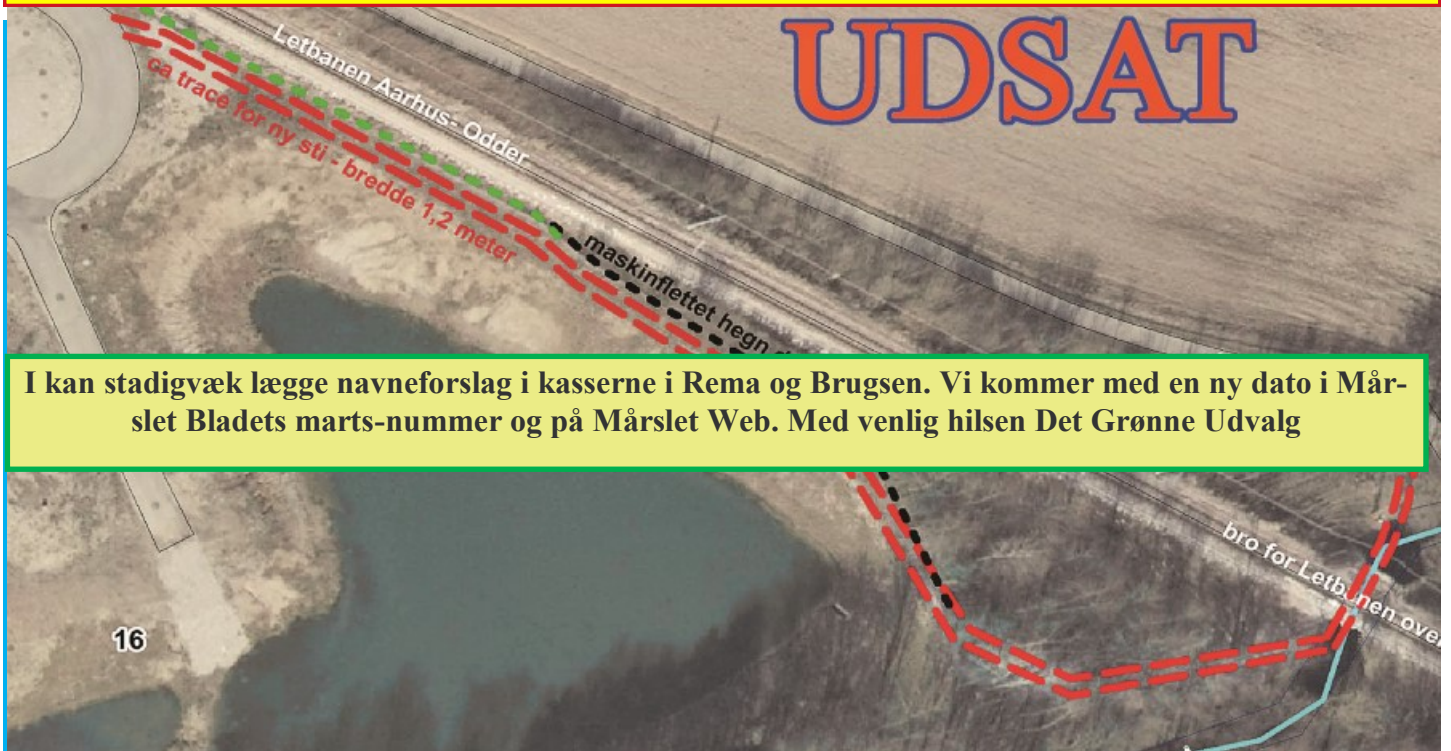 UDSAT
Letbanen Aarhus- Odder
ca trace for ny sti - bredde 1,2 meter
maskinflettet hegn
I kan stadigvæk lægge navneforslag i kasserne i Rema og Brugsen. Vi kommer med en ny dato i Mår-
slet Bladets marts-nummer og på Mårslet Web. Med venlig hilsen Det Grønne Udvalg
bro for Letbanen over
16